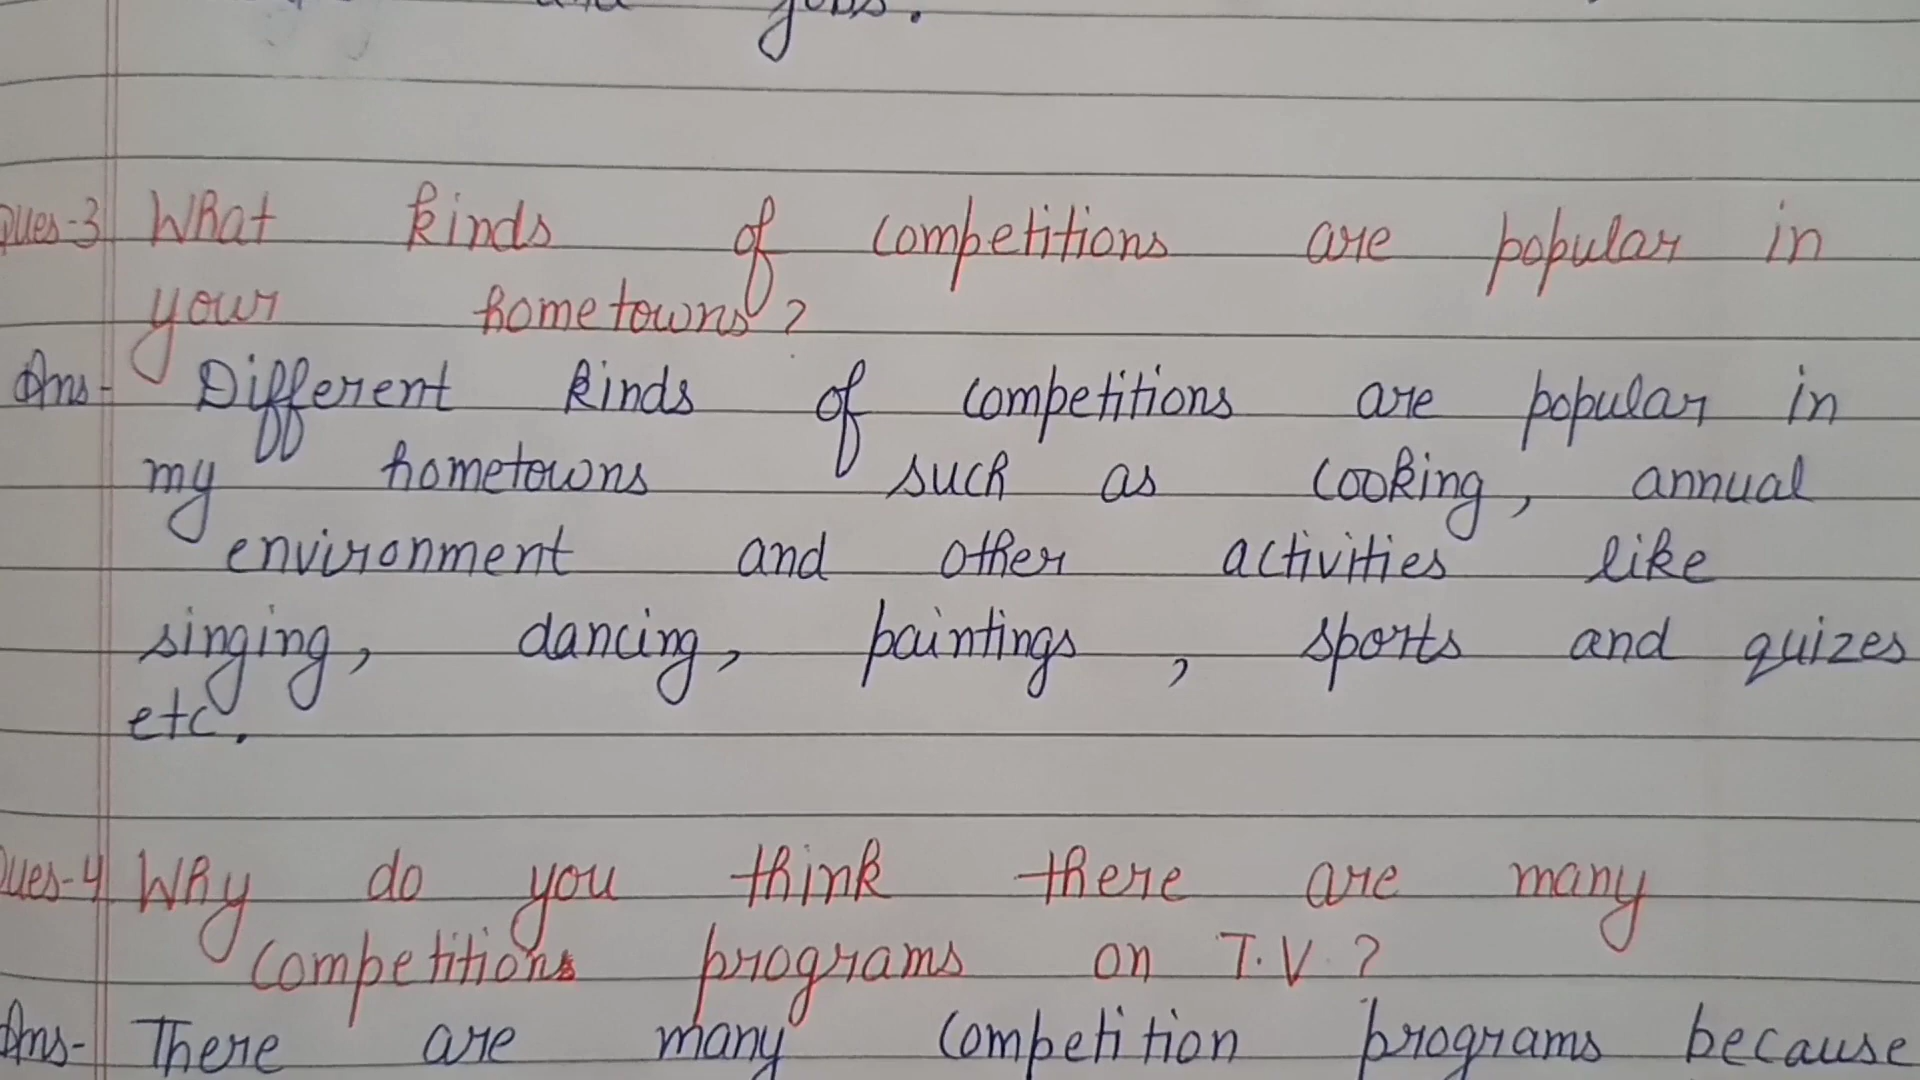 jobs.
Ques-3 What kinds of competitions are popular in
your hometowns?
Ans- Different kinds of competitions are popular in
my hometowns such as cooking, annual
environment and other activities like
singing, dancing, paintings, sports and quizes
etc.
Ques-4 Why do you think there are many
competitions programs on T.V.?
Ans- There are many competition programs because